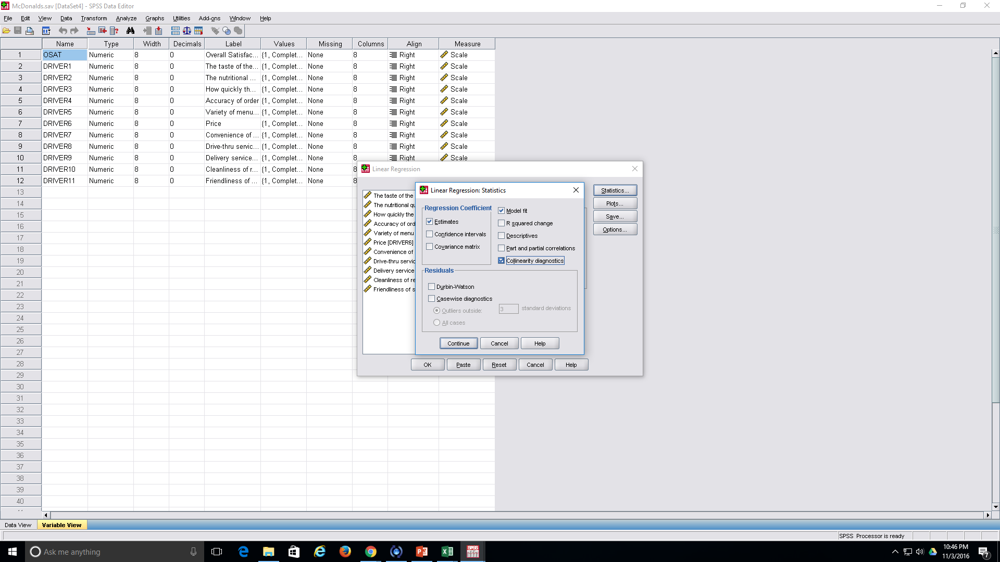 McDonalds.sav [DataSet4] - SPSS Data Editor
File Edit View Data Transform Analyze Graphs Utilities Add-ons Window Help
Name Type Width Decimals Label Values Missing Columns Align Measure
1 OSAT Numeric 8 0 Overall Satisfac... {1, Complet... None 8 Right Scale
2 DRIVER1 Numeric 8 0 The taste of the... {1, Complet... None 8 Right Scale
3 DRIVER2 Numeric 8 0 The nutritional ... {1, Complet... None 8 Right Scale
4 DRIVER3 Numeric 8 0 How quickly th... {1, Complet... None 8 Right Scale
5 DRIVER4 Numeric 8 0 Accuracy of order {1, Complet... None 8 Right Scale
6 DRIVER5 Numeric 8 0 Variety of menu... {1, Complet... None 8 Right Scale
7 DRIVER6 Numeric 8 0 Price {1, Complet... None 8 Right Scale
8 DRIVER7 Numeric 8 0 Convenience of ... {1, Complet... None 8 Right Scale
9 DRIVER8 Numeric 8 0 Drive-thru servic... {1, Complet... None 8 Right Scale
10 DRIVER9 Numeric 8 0 Delivery service... {1, Complet... None 8 Right Scale
11 DRIVER10 Numeric 8 0 Cleanliness of r... {1, Complet... None 8
12 DRIVER11 Numeric 8 0 Friendliness of ... {1, Complet... None 8
13
14
15
16
17
18
19
20
21
22
23
24
25
26
27
28
29
30
31
32
33
34
35
36
37
38
39
40
Linear Regression
The taste of the
The nutritional qu
How quickly the
Accuracy of ord
Variety of menu
Price [DRIVER6]
Convenience of
Drive-thru servic
Delivery service
Cleanliness of re
Friendliness of s
Statistics...
Plots...
Save...
Options...
OK Paste Reset Cancel Help
Linear Regression: Statistics
Regression Coefficient
Estimates
Confidence intervals
Covariance matrix
Model fit
R squared change
Descriptives
Part and partial correlations
Collinearity diagnostics
Residuals
Durbin-Watson
Casewise diagnostics
Outliers outside: 3 standard deviations
All cases
Continue Cancel Help
Data View Variable View
SPSS Processor is ready
Ask me anything
SPSS
10:46 PM
11/3/2016
7